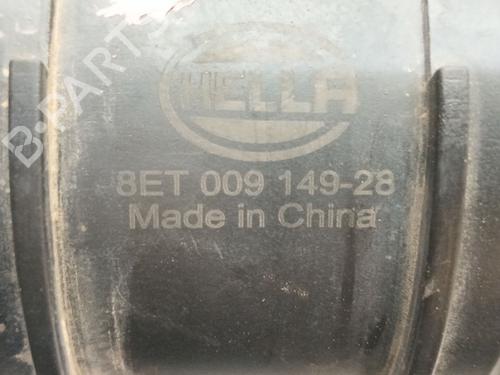 B-PARTS
HELLA
8ET 009 149-28
Made in China